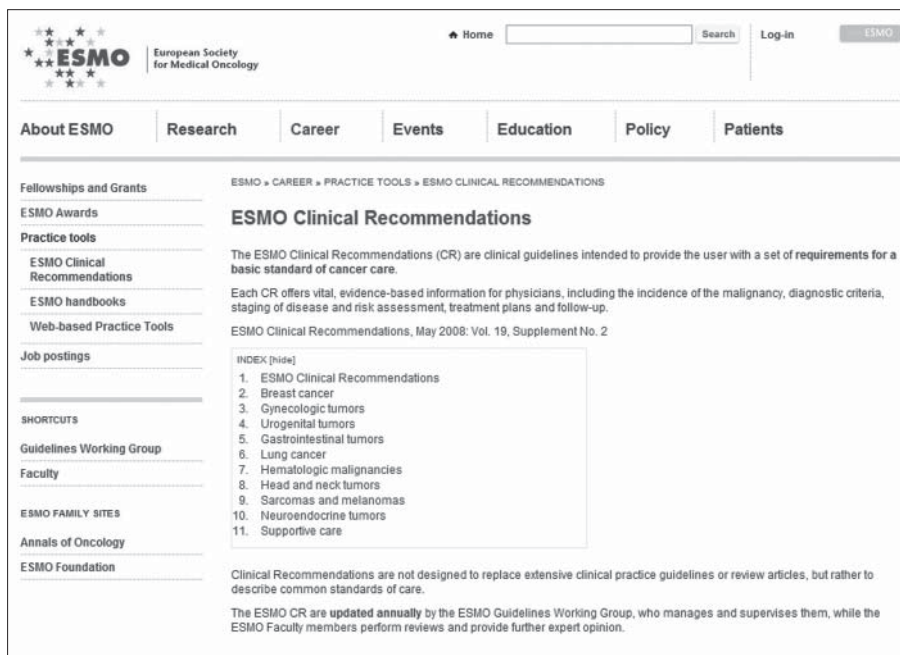 ESMO
European Society
for Medical Oncology
Home
Search
Log-in
ESMO
About ESMO
Research
Career
Events
Education
Policy
Patients
Fellowships and Grants
ESMO Awards
Practice tools
ESMO Clinical
Recommendations
ESMO handbooks
Web-based Practice Tools
Job postings
SHORTCUTS
Guidelines Working Group
Faculty
ESMO FAMILY SITES
Annals of Oncology
ESMO Foundation
ESMO » CAREER » PRACTICE TOOLS » ESMO CLINICAL RECOMMENDATIONS
ESMO Clinical Recommendations
The ESMO Clinical Recommendations (CR) are clinical guidelines intended to provide the user with a set of requirements for a
basic standard of cancer care.
Each CR offers vital, evidence-based information for physicians, including the incidence of the malignancy, diagnostic criteria,
staging of disease and risk assessment, treatment plans and follow-up.
ESMO Clinical Recommendations, May 2008: Vol. 19, Supplement No. 2
INDEX [hide]
1. ESMO Clinical Recommendations
2. Breast cancer
3. Gynecologic tumors
4. Urogenital tumors
5. Gastrointestinal tumors
6. Lung cancer
7. Hematologic malignancies
8. Head and neck tumors
9. Sarcomas and melanomas
10. Neuroendocrine tumors
11. Supportive care
Clinical Recommendations are not designed to replace extensive clinical practice guidelines or review articles, but rather to
describe common standards of care.
The ESMO CR are updated annually by the ESMO Guidelines Working Group, who manages and supervises them, while the
ESMO Faculty members perform reviews and provide further expert opinion.